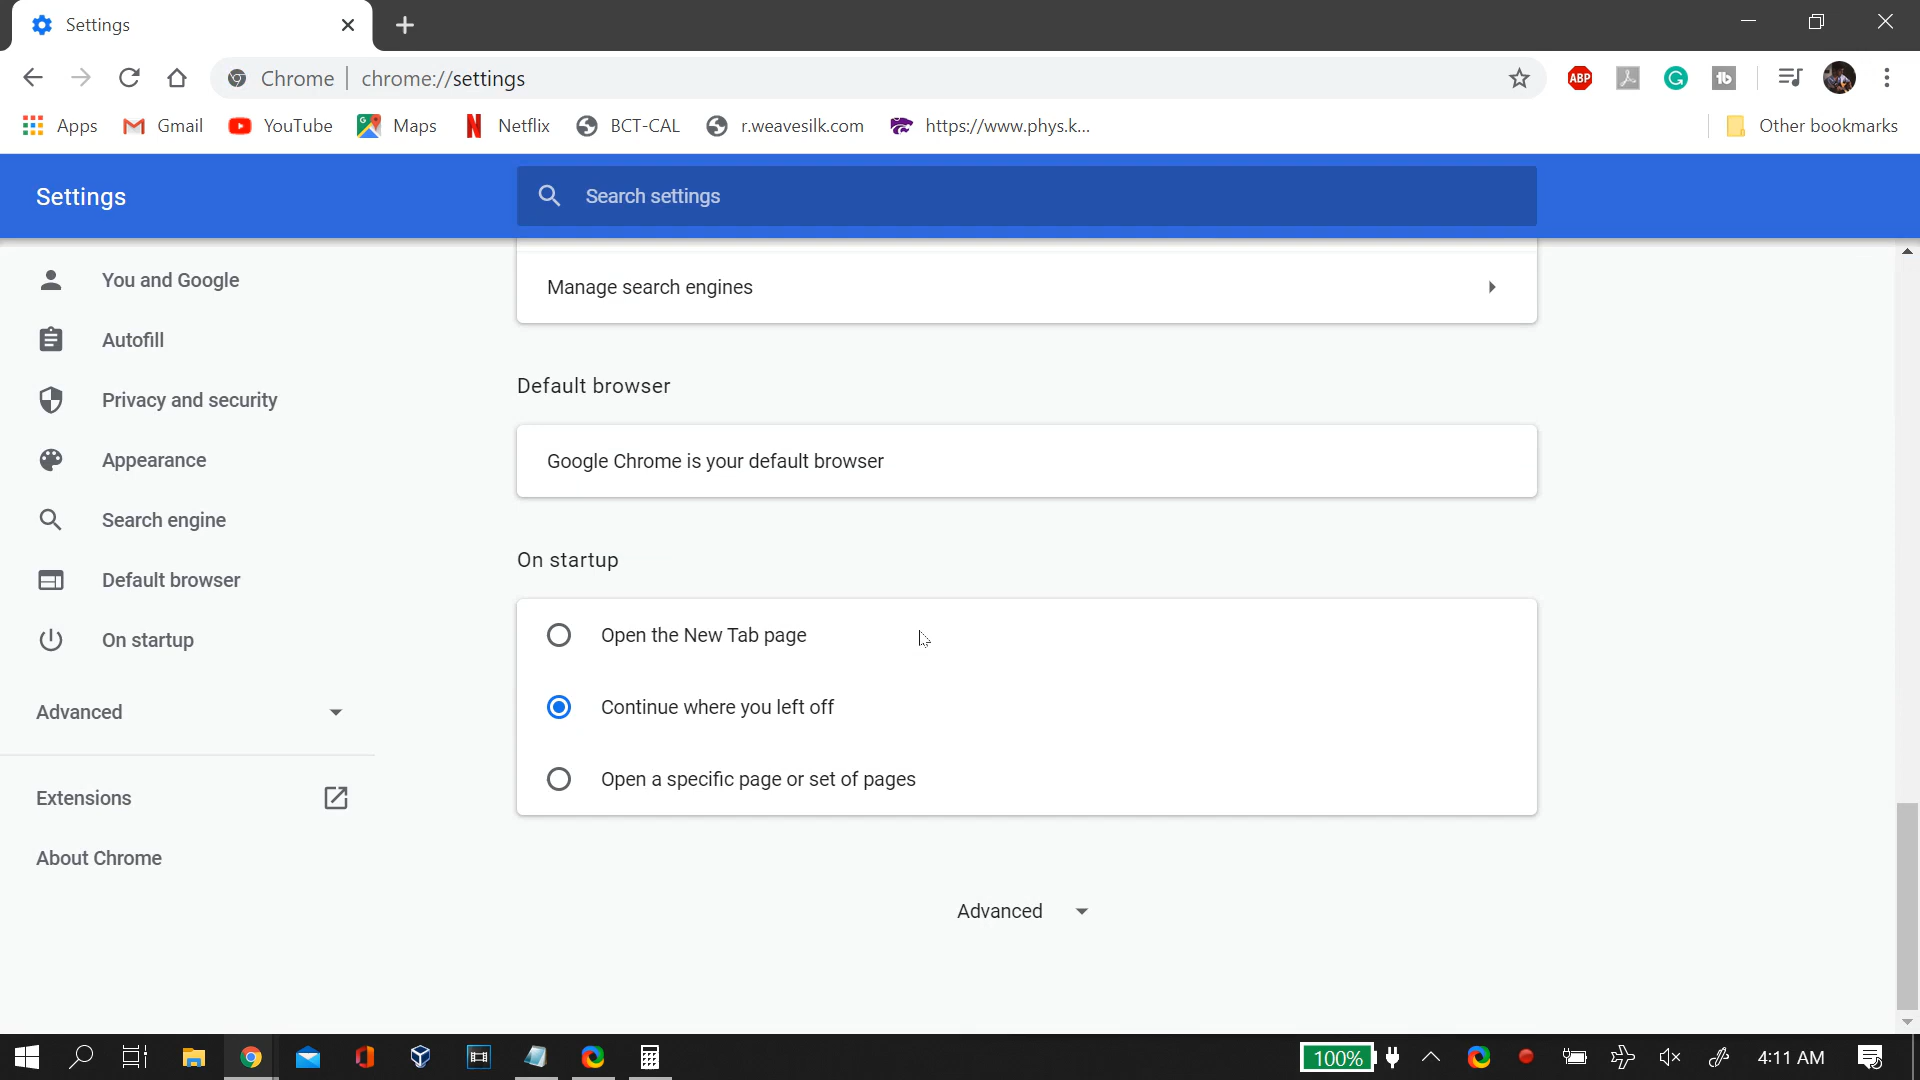 Settings
Chrome | chrome://settings
ABP
Apps Gmail YouTube Maps Netflix BCT-CAL r.weavesilk.com https://www.phys.k... Other bookmarks
Settings
Search settings
You and Google
Autofill
Privacy and security
Appearance
Search engine
Default browser
On startup
Advanced
Extensions
About Chrome
Manage search engines
Default browser
Google Chrome is your default browser
On startup
Open the New Tab page
Continue where you left off
Open a specific page or set of pages
Advanced
100% 4:11 AM